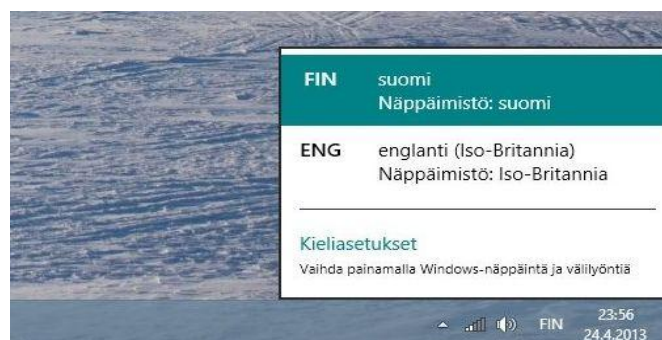 FIN suomi
Näppäimistö: suomi
ENG englanti (Iso-Britannia)
Näppäimistö: Iso-Britannia
Kieliasetukset
Vaihda painamalla Windows-näppäintä ja välilyöntiä
FIN 23:56
24.4.2013